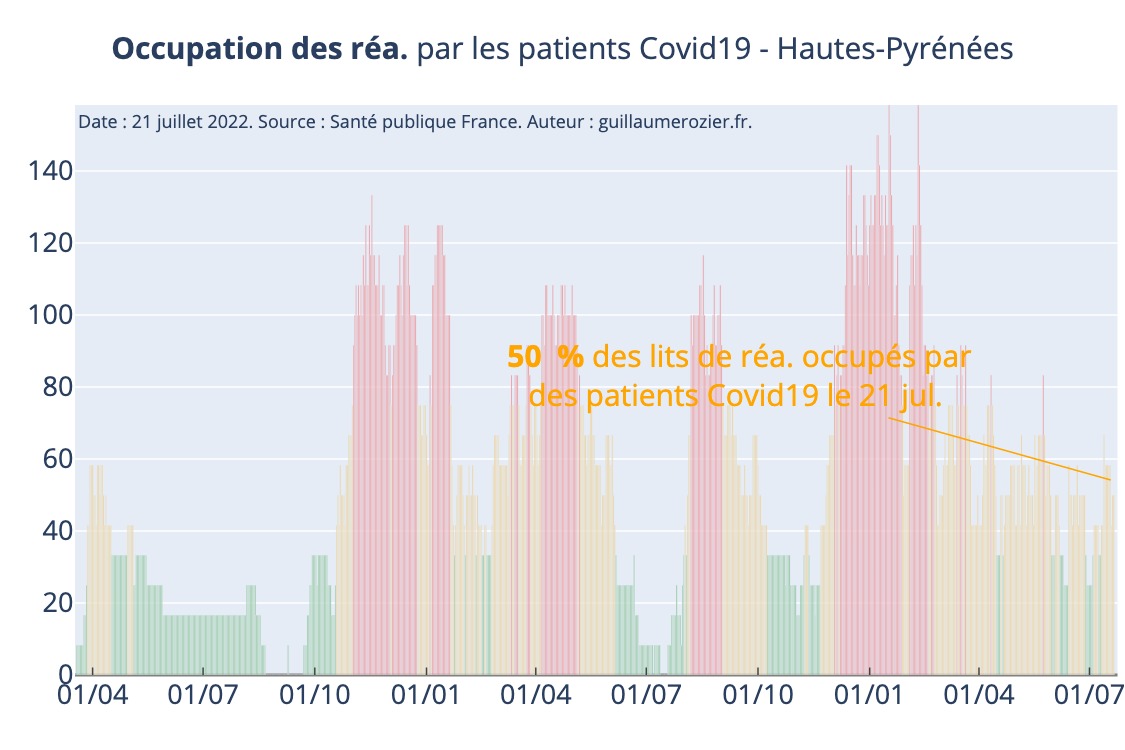 Occupation des réa. par les patients Covid19 - Hautes-Pyrénées
Date : 21 juillet 2022. Source : Santé publique France. Auteur : guillaumerozier.fr.
140
120
100
50 % des lits de réa. occupés par
80
des patients Covid19 le 21 jul.
60
40
20
0
01/04 01/07 01/10 01/01 01/04 01/07 01/10 01/01 01/04 01/07